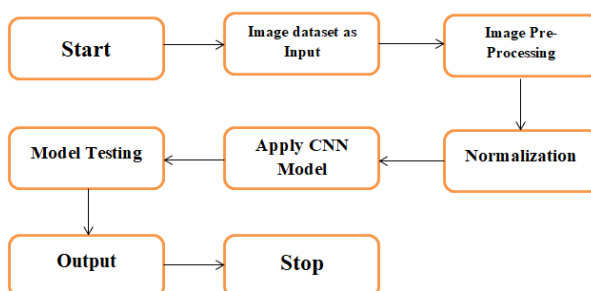 Start
Image dataset as
Input
Image Pre-
Processing
Normalization
Apply CNN
Model
Model Testing
Output
Stop